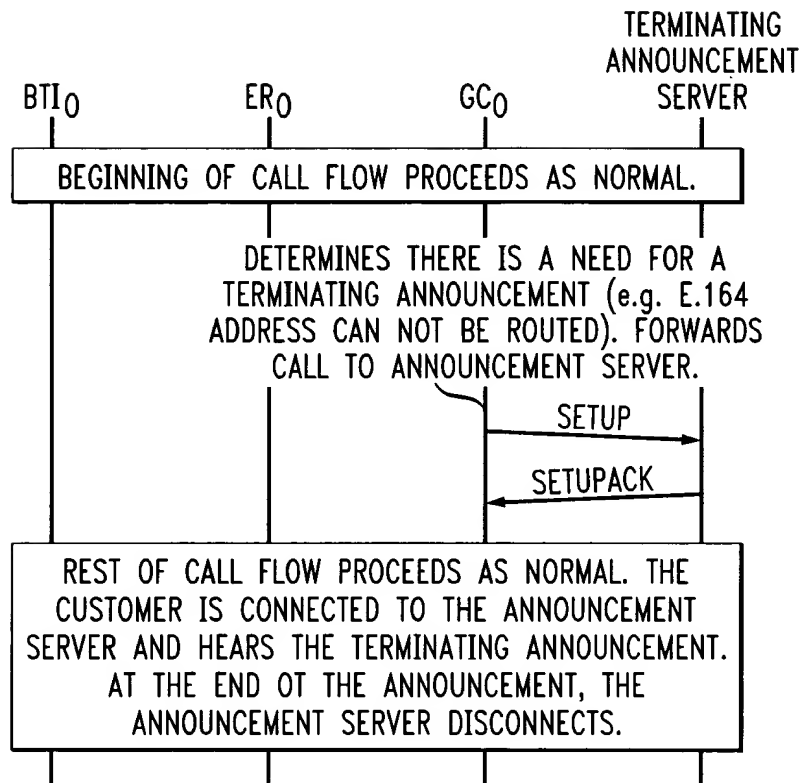 TERMINATING
ANNOUNCEMENT
SERVER
BTI0 ER0 GC0
BEGINNING OF CALL FLOW PROCEEDS AS NORMAL.
DETERMINES THERE IS A NEED FOR A
TERMINATING ANNOUNCEMENT (e.g. E.164
ADDRESS CAN NOT BE ROUTED). FORWARDS
CALL TO ANNOUNCEMENT SERVER.
SETUP
SETUPACK
REST OF CALL FLOW PROCEEDS AS NORMAL. THE
CUSTOMER IS CONNECTED TO THE ANNOUNCEMENT
SERVER AND HEARS THE TERMINATING ANNOUNCEMENT.
AT THE END OT THE ANNOUNCEMENT, THE
ANNOUNCEMENT SERVER DISCONNECTS.